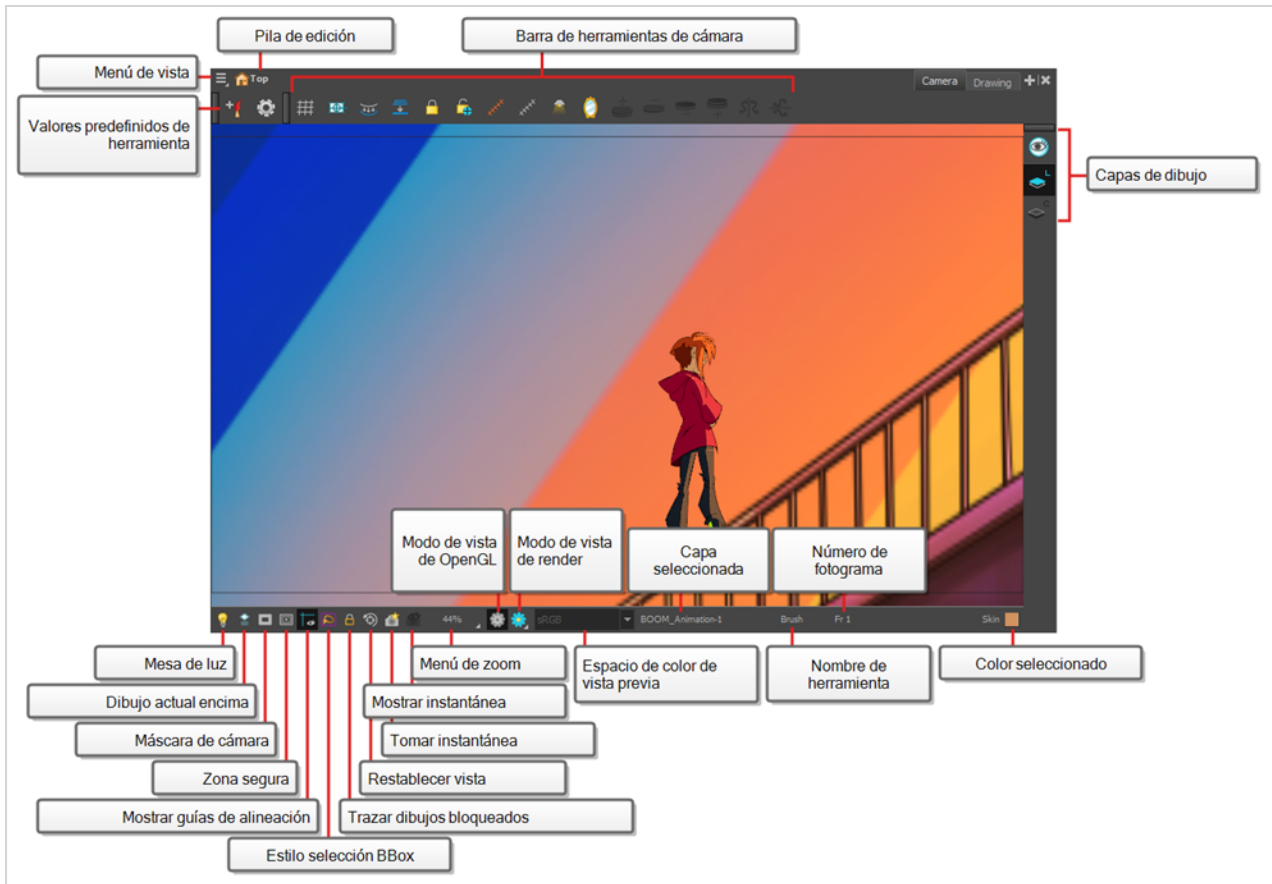 Pila de edición
Barra de herramientas de cámara
Menú de vista
Top
Camera
Drawing
Valores predefinidos de
herramienta
L
Capas de dibujo
C
Modo de vista
de OpenGL
Modo de vista
de render
Capa
seleccionada
Número de
fotograma
44%
sRGB
BOOM_Animation-1
Brush
Fr 1
Skin
Mesa de luz
Menú de zoom
Espacio de color de
vista previa
Nombre de
herramienta
Color seleccionado
Dibujo actual encima
Mostrar instantánea
Máscara de cámara
Tomar instantánea
Zona segura
Restablecer vista
Mostrar guías de alineación
Trazar dibujos bloqueados
Estilo selección BBox